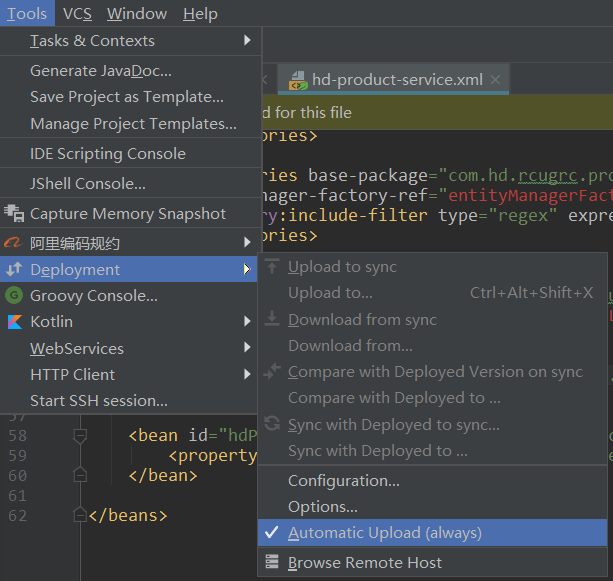 Tools VCS Window Help
Tasks & Contexts
Generate JavaDoc...
Save Project as Template...
Manage Project Templates...
IDE Scripting Console
JShell Console...
Capture Memory Snapshot
阿里编码规约
Deployment
Groovy Console...
Kotlin
WebServices
HTTP Client
Start SSH session...
hd-product-service.xml
d for this file
ries>
ries base-package="com.hd.rcugrc.pro
nager-factory-ref="entityManagerFact
ry:include-filter type="regex" expre
ories>
Upload to sync
Upload to... Ctrl+Alt+Shift+X
Download from sync
Download from...
Compare with Deployed Version on sync
Compare with Deployed to ...
Sync with Deployed to sync...
Sync with Deployed to ...
Configuration...
Options...
Automatic Upload (always)
Browse Remote Host
57
58 <bean id="hdP
59 <property
60 </bean>
61
62 </beans>